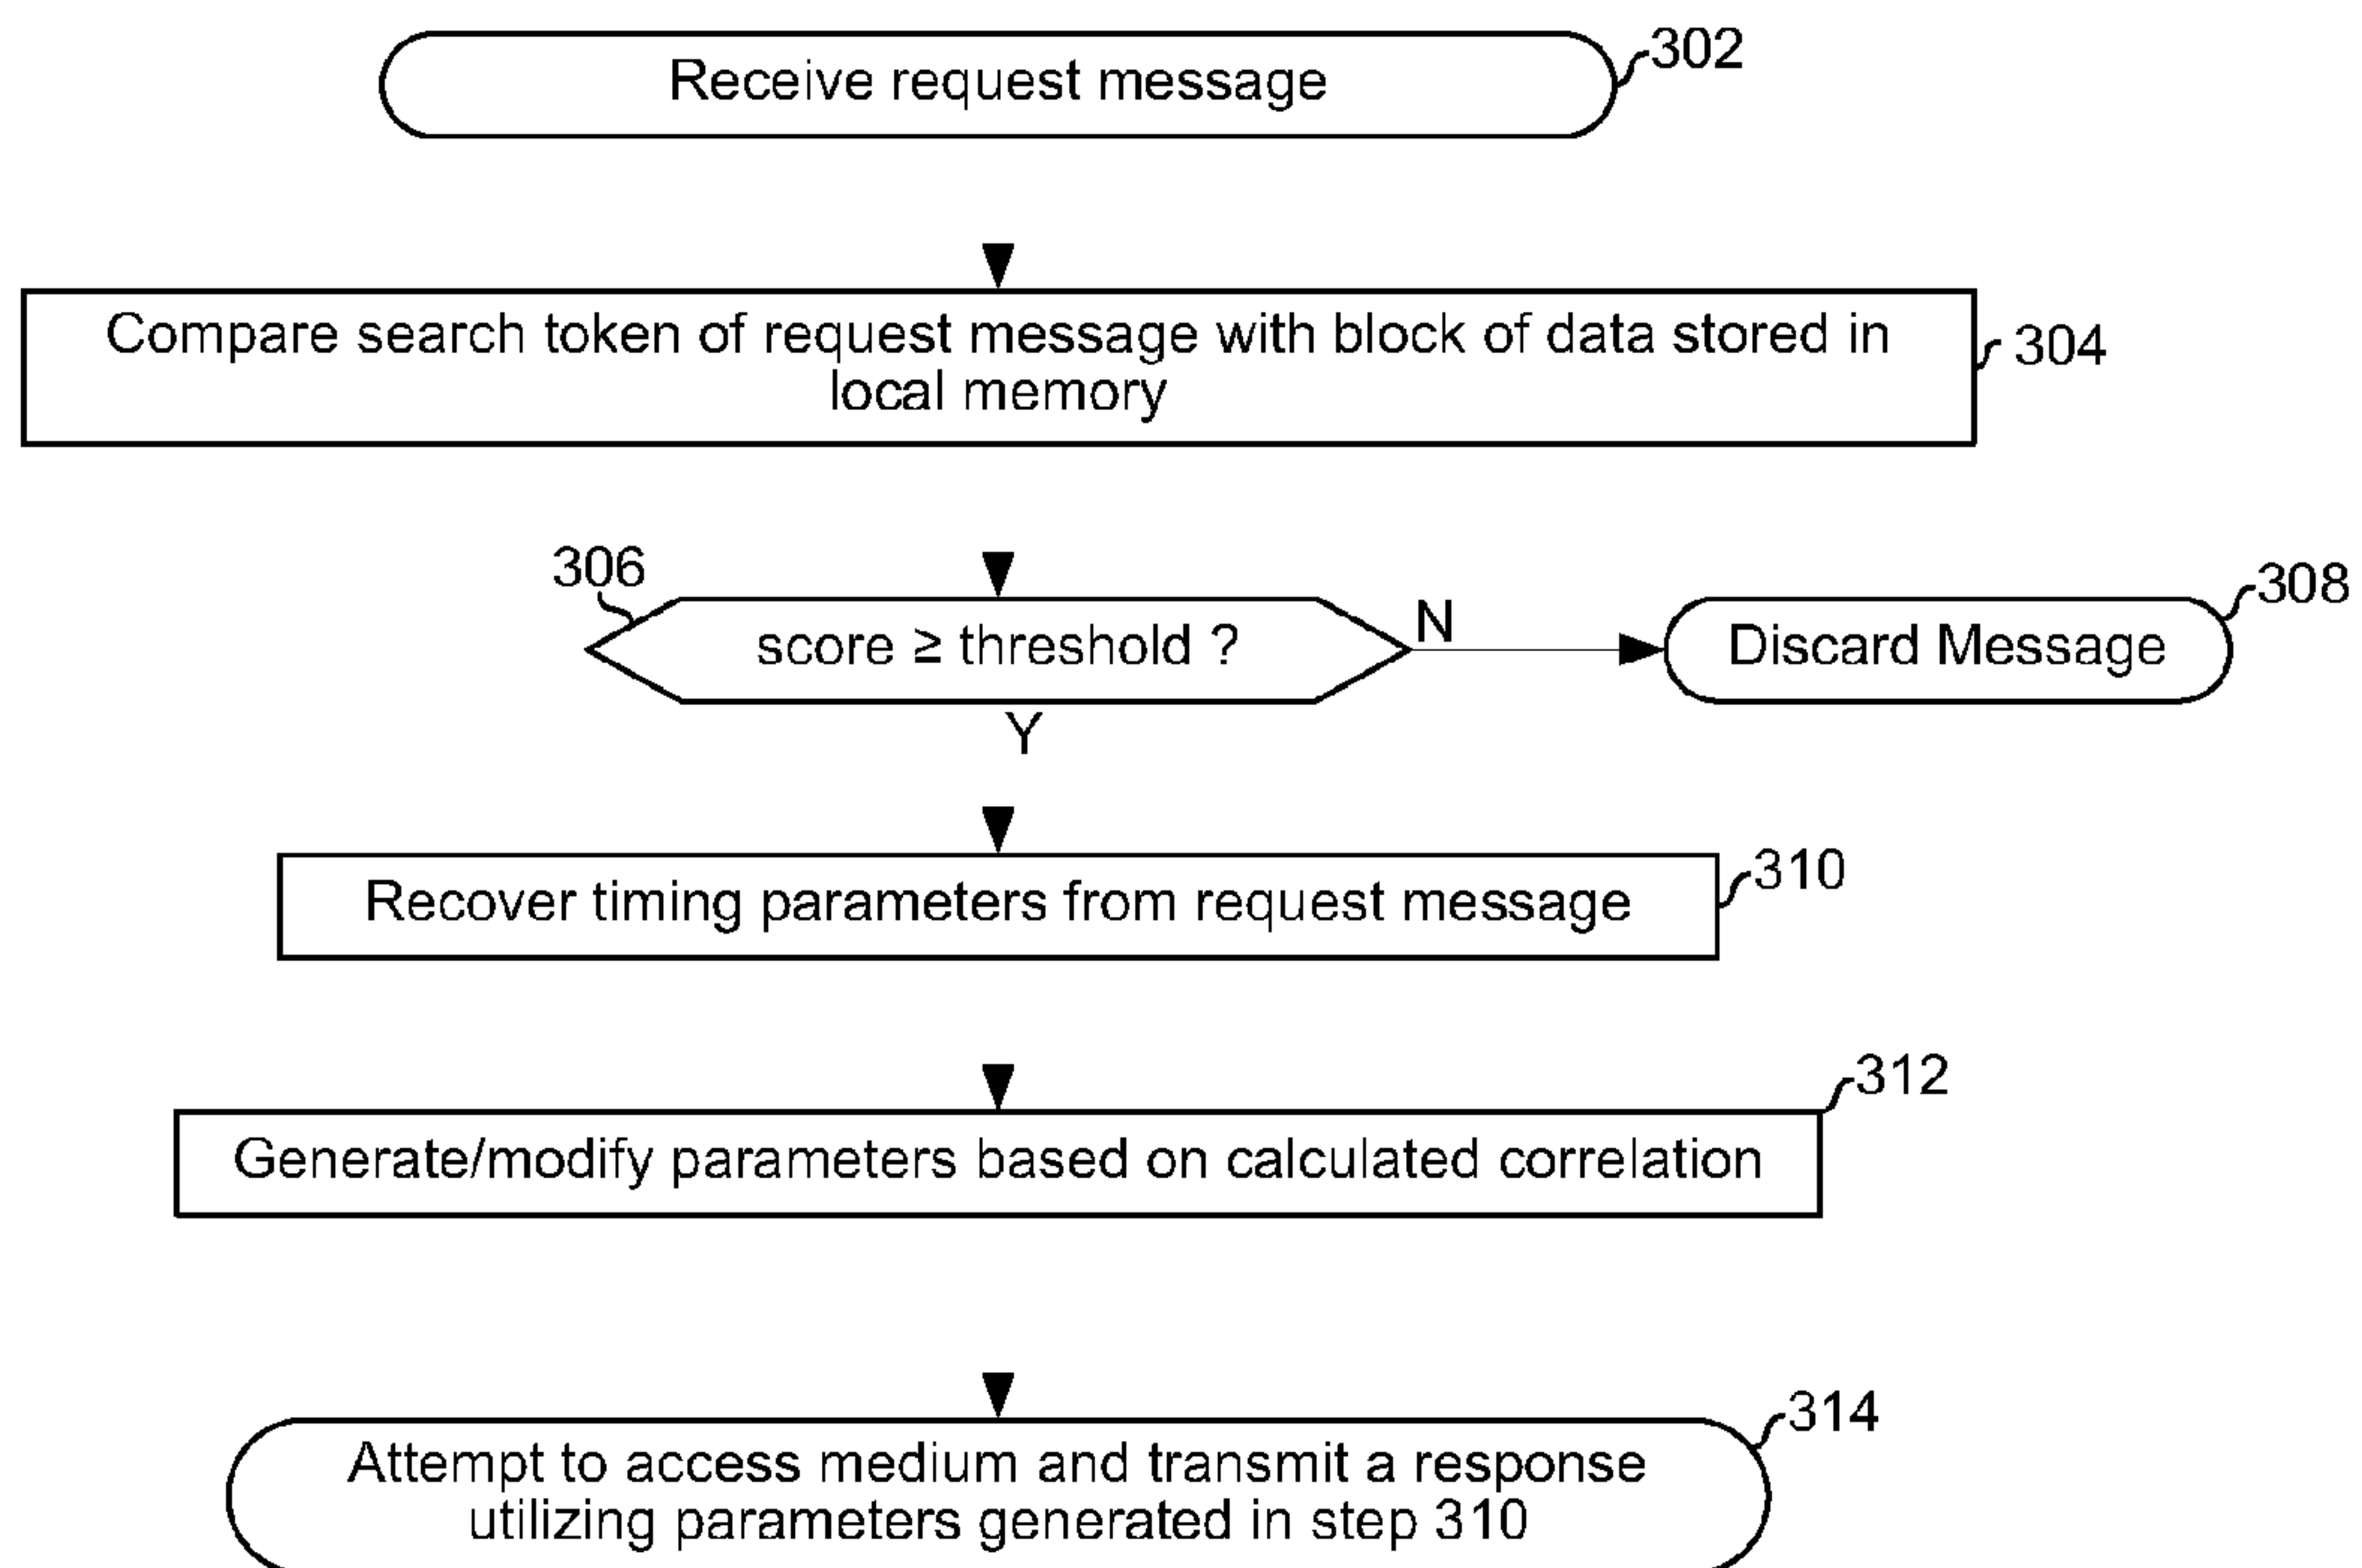 Receive request message
302
Compare search token of request message with block of data stored in
local memory
304
306
score ≥ threshold ?
N
Discard Message
308
Y
Recover timing parameters from request message
310
Generate/modify parameters based on calculated correlation
312
Attempt to access medium and transmit a response
utilizing parameters generated in step 310
314